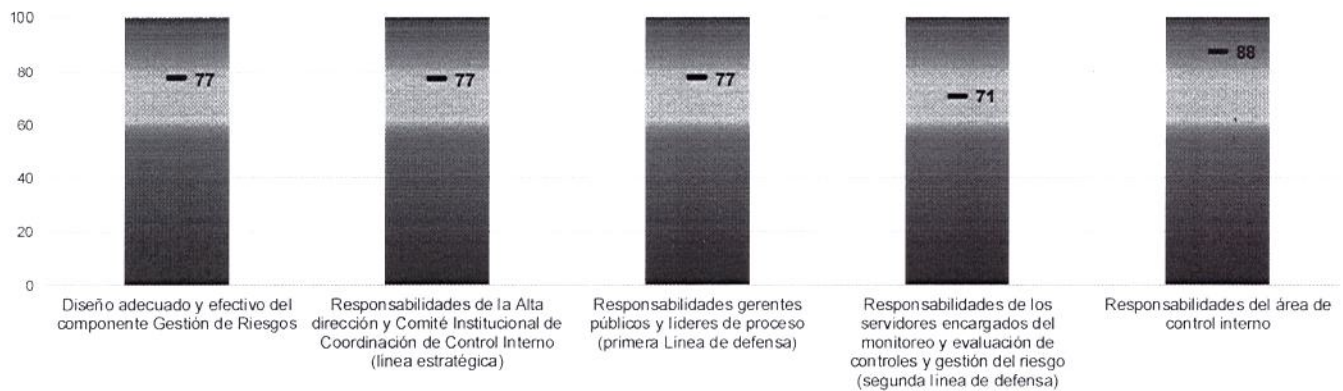 100
80
60
40
20
0
77
77
77
71
88
Diseño adecuado y efectivo del
componente Gestión de Riesgos
Responsabilidades de la Alta
dirección y Comité Institucional de
Coordinación de Control Interno
(línea estratégica)
Responsabilidades gerentes
públicos y líderes de proceso
(primera Línea de defensa)
Responsabilidades de los
servidores encargados del
monitoreo y evaluación de
controles y gestión del riesgo
(segunda línea de defensa)
Responsabilidades del área de
control interno